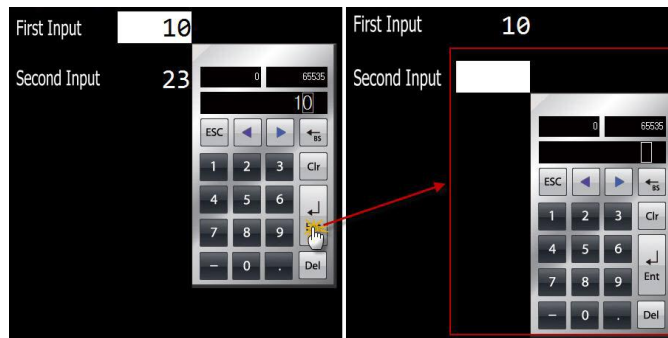 First Input 10
Second Input 23
0 65535
10
ESC BS
1 2 3 Clr
4 5 6
7 8 9
- 0 . Del
First Input 10
Second Input
0 65535
ESC BS
1 2 3 Clr
4 5 6
7 8 9 Ent
- 0 . Del